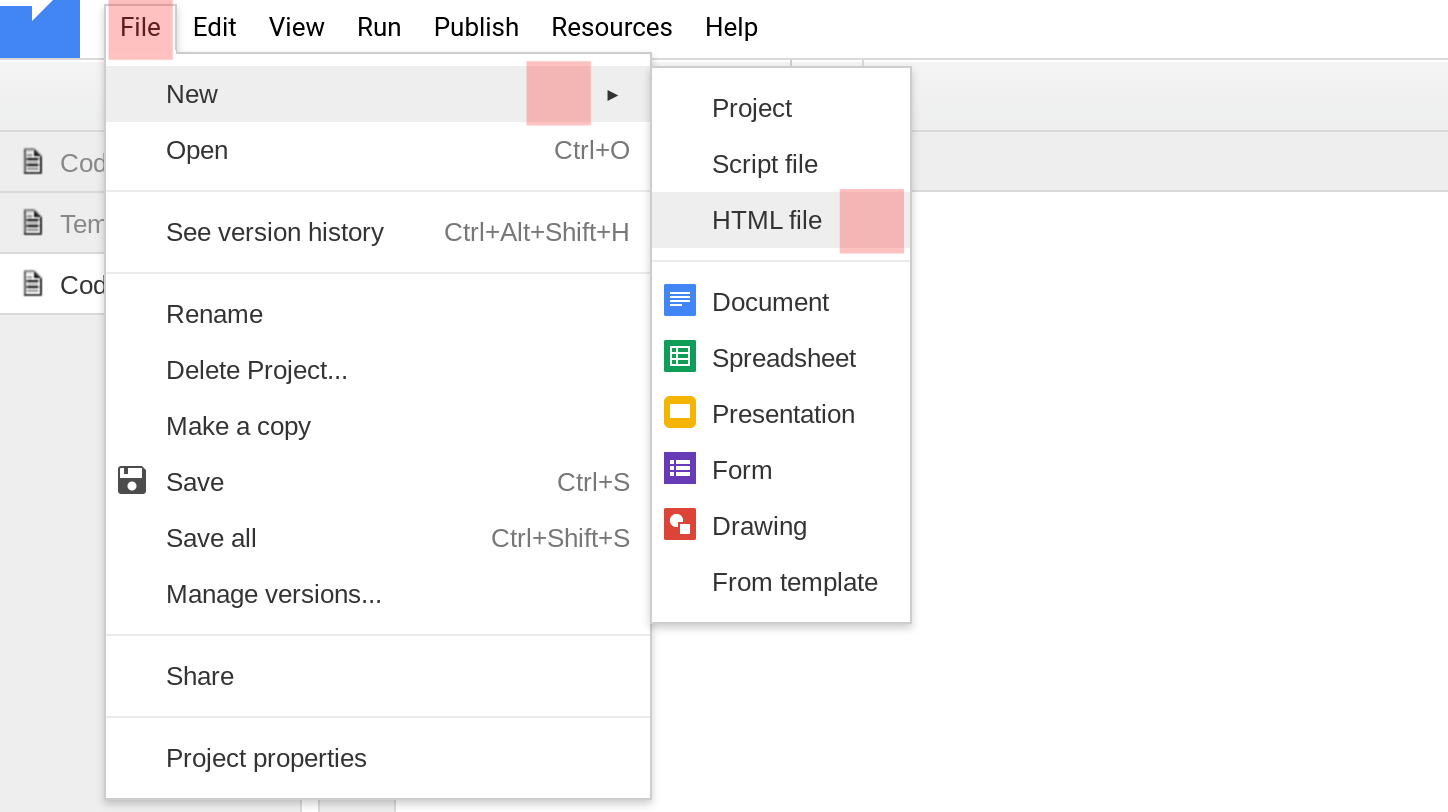 File Edit View Run Publish Resources Help
New ►
Open Ctrl+O
See version history Ctrl+Alt+Shift+H
Rename
Delete Project...
Make a copy
Save Ctrl+S
Save all Ctrl+Shift+S
Manage versions...
Share
Project properties
Project
Script file
HTML file
Document
Spreadsheet
Presentation
Form
Drawing
From template
Cod
Tem
Cod